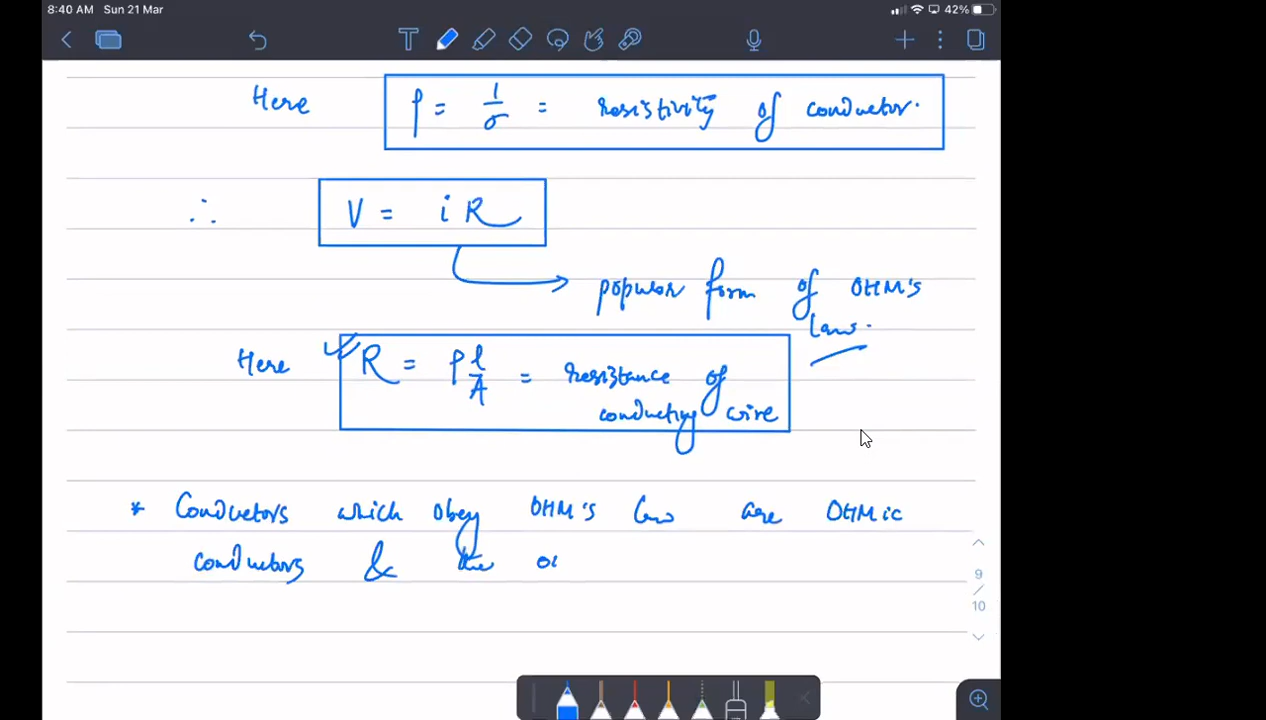 8:40 AM Sun 21 Mar
42%
Here ρ = 1/σ = resistivity of conductor.
∴ V = iR
popular form of OHM's
law.
Here R = ρ l/A = resistance of
conducting wire
* Conductors which obey OHM's law are OHMic
conductors & the ot
9
/
10